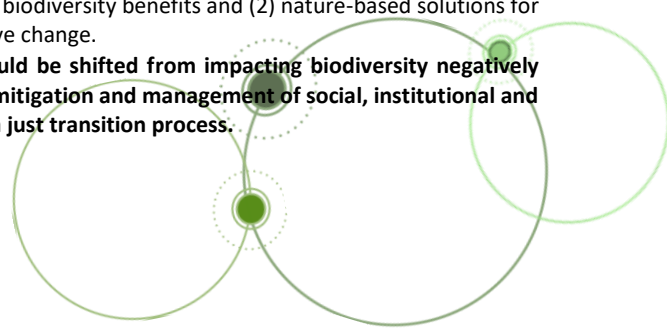 biodiversity benefits and (2) nature-based solutions for
ve change.
uld be shifted from impacting biodiversity negatively
mitigation and management of social, institutional and
just transition process.